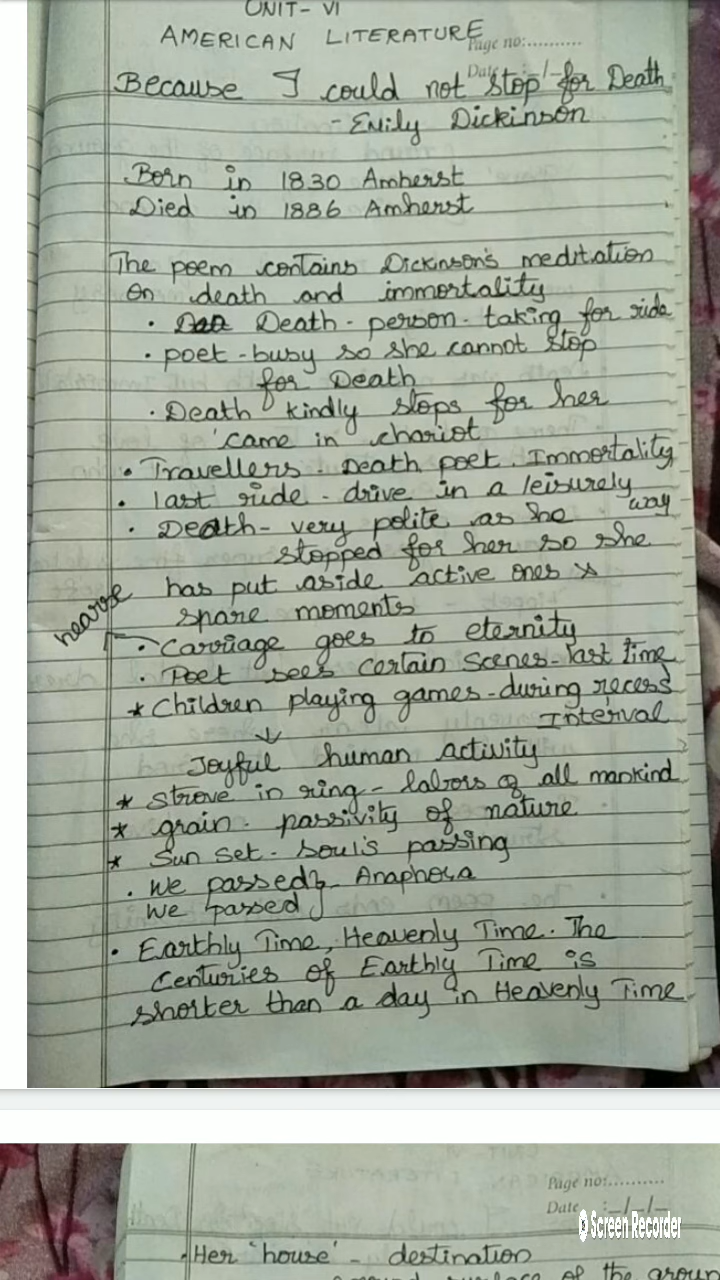 UNIT- VI
AMERICAN LITERATURE
Page no:..........
Date :-/-
Because I could not stop for Death
- Emily Dickinson
Born in 1830 Amherst
Died in 1886 Amherst
The poem contains Dickinson's meditation
on death and immortality
· Death - person - taking for ride
· poet - busy so she cannot stop
for Death
· Death kindly stops for her
came in chariot
· Travellers. Death poet. Immortality
· last ride - drive in a leisurely
way
· Death - very polite as he
stopped for her so she
has put aside active ones &
spare moments
hearse
· Carriage goes to eternity
· Poet sees certain scenes - last time
* Children playing games - during recess
Interval
↓
Joyful human activity
* strove in ring - labors of all mankind
* grain - passivity of nature
* Sun set - soul's passing
· We passed } Anaphora
We passed
· Earthly Time, Heavenly Time. The
centuries of Earthly Time is
shorter than a day in Heavenly Time
Page no:..........
Date :-/-/-
Screen Recorder
· Her "house" - destination
surface of the groun